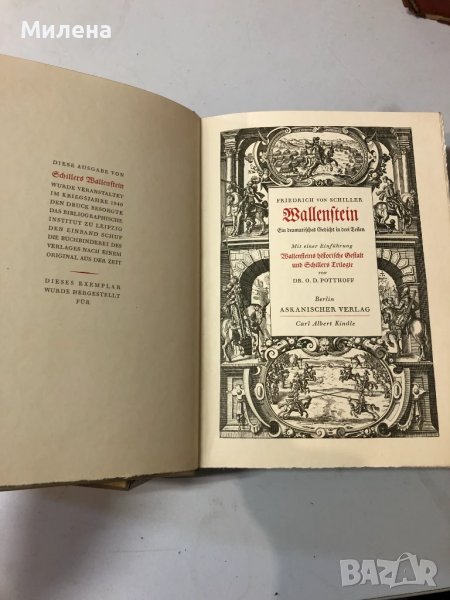 Milena
DIESE AUSGABE VON
Schillers Wallenstein
WURDE VERANSTALTET
IM KRIEGSJAHRE 1940
DEN DRUCK BESORGTE
DAS BIBLIOGRAPHISCHE
INSTITUT ZU LEIPZIG
DEN EINBAND SCHUF
DIE BUCHBINDEREI DES
VERLAGES NACH EINEM
ORIGINAL AUS DER ZEIT
DIESES EXEMPLAR
WURDE HERGESTELLT
FÜR
FRIEDRICH VON SCHILLER
Wallenstein
Ein dramatisches Gedicht in drei Teilen
Mit einer Einführung
Wallensteins historische Gestalt
und Schillers Trilogie
von
DR. O. D. POTTHOFF
Berlin
ASKANISCHER VERLAG
Carl Albert Kindle
BAZAR